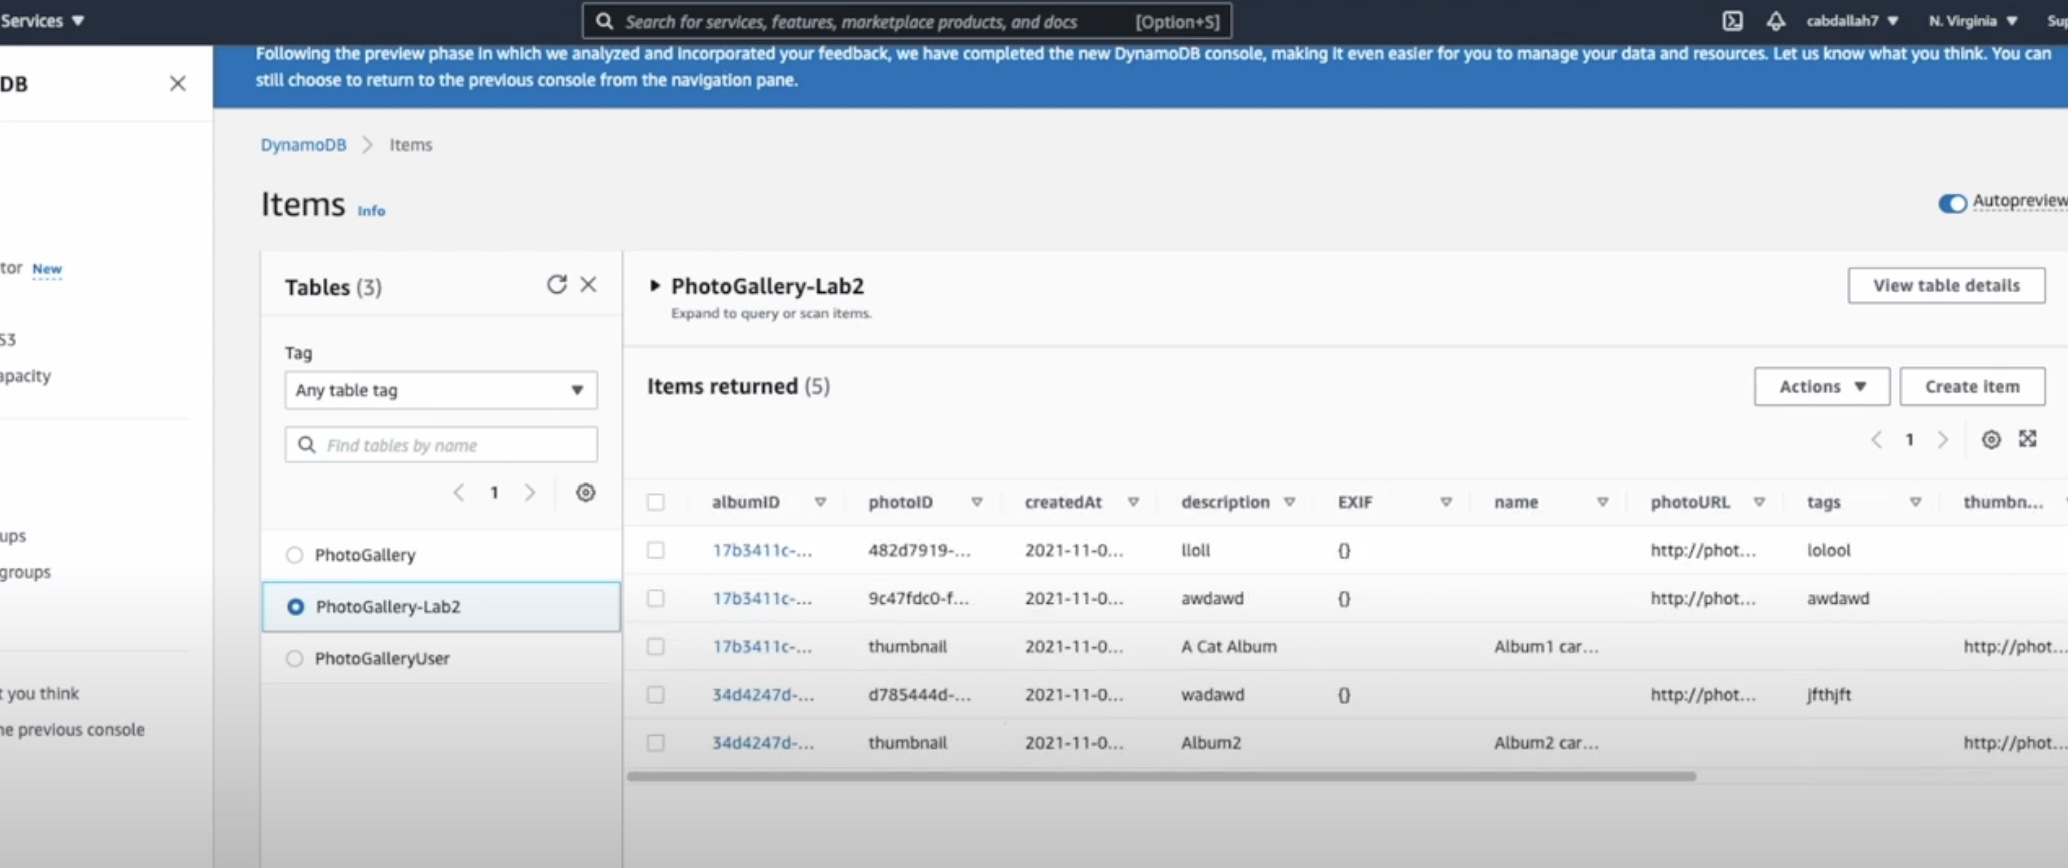 Services ▼
Search for services, features, marketplace products, and docs [Option+S]
cabdallah7 ▼ N. Virginia ▼ Sup
DB
Following the preview phase in which we analyzed and incorporated your feedback, we have completed the new DynamoDB console, making it even easier for you to manage your data and resources. Let us know what you think. You can
still choose to return to the previous console from the navigation pane.
tor New
S3
apacity
ups
groups
t you think
he previous console
DynamoDB > Items
Items Info
Autopreview
Tables (3)
Tag
Any table tag
Find tables by name
1
PhotoGallery
PhotoGallery-Lab2
PhotoGalleryUser
PhotoGallery-Lab2
Expand to query or scan items.
View table details
Items returned (5)
Actions ▼ Create item
1
albumID photoID createdAt description EXIF name photoURL tags thumbn...
17b3411c-... 482d7919-... 2021-11-0... lloll {} http://phot... lolool
17b3411c-... 9c47fdc0-f... 2021-11-0... awdawd {} http://phot... awdawd
17b3411c-... thumbnail 2021-11-0... A Cat Album Album1 car... http://phot...
34d4247d-... d785444d-... 2021-11-0... wadawd {} http://phot... jfthjft
34d4247d-... thumbnail 2021-11-0... Album2 Album2 car... http://phot...